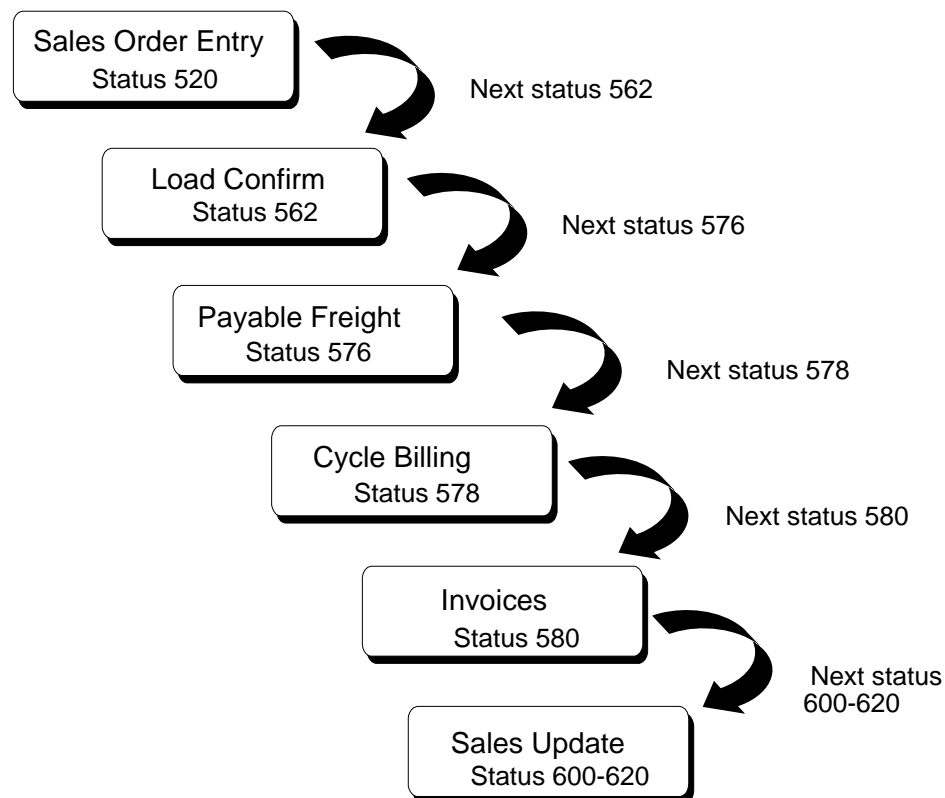 Sales Order Entry
Status 520
Next status 562
Load Confirm
Status 562
Next status 576
Payable Freight
Status 576
Next status 578
Cycle Billing
Status 578
Next status 580
Invoices
Status 580
Next status
600-620
Sales Update
Status 600-620